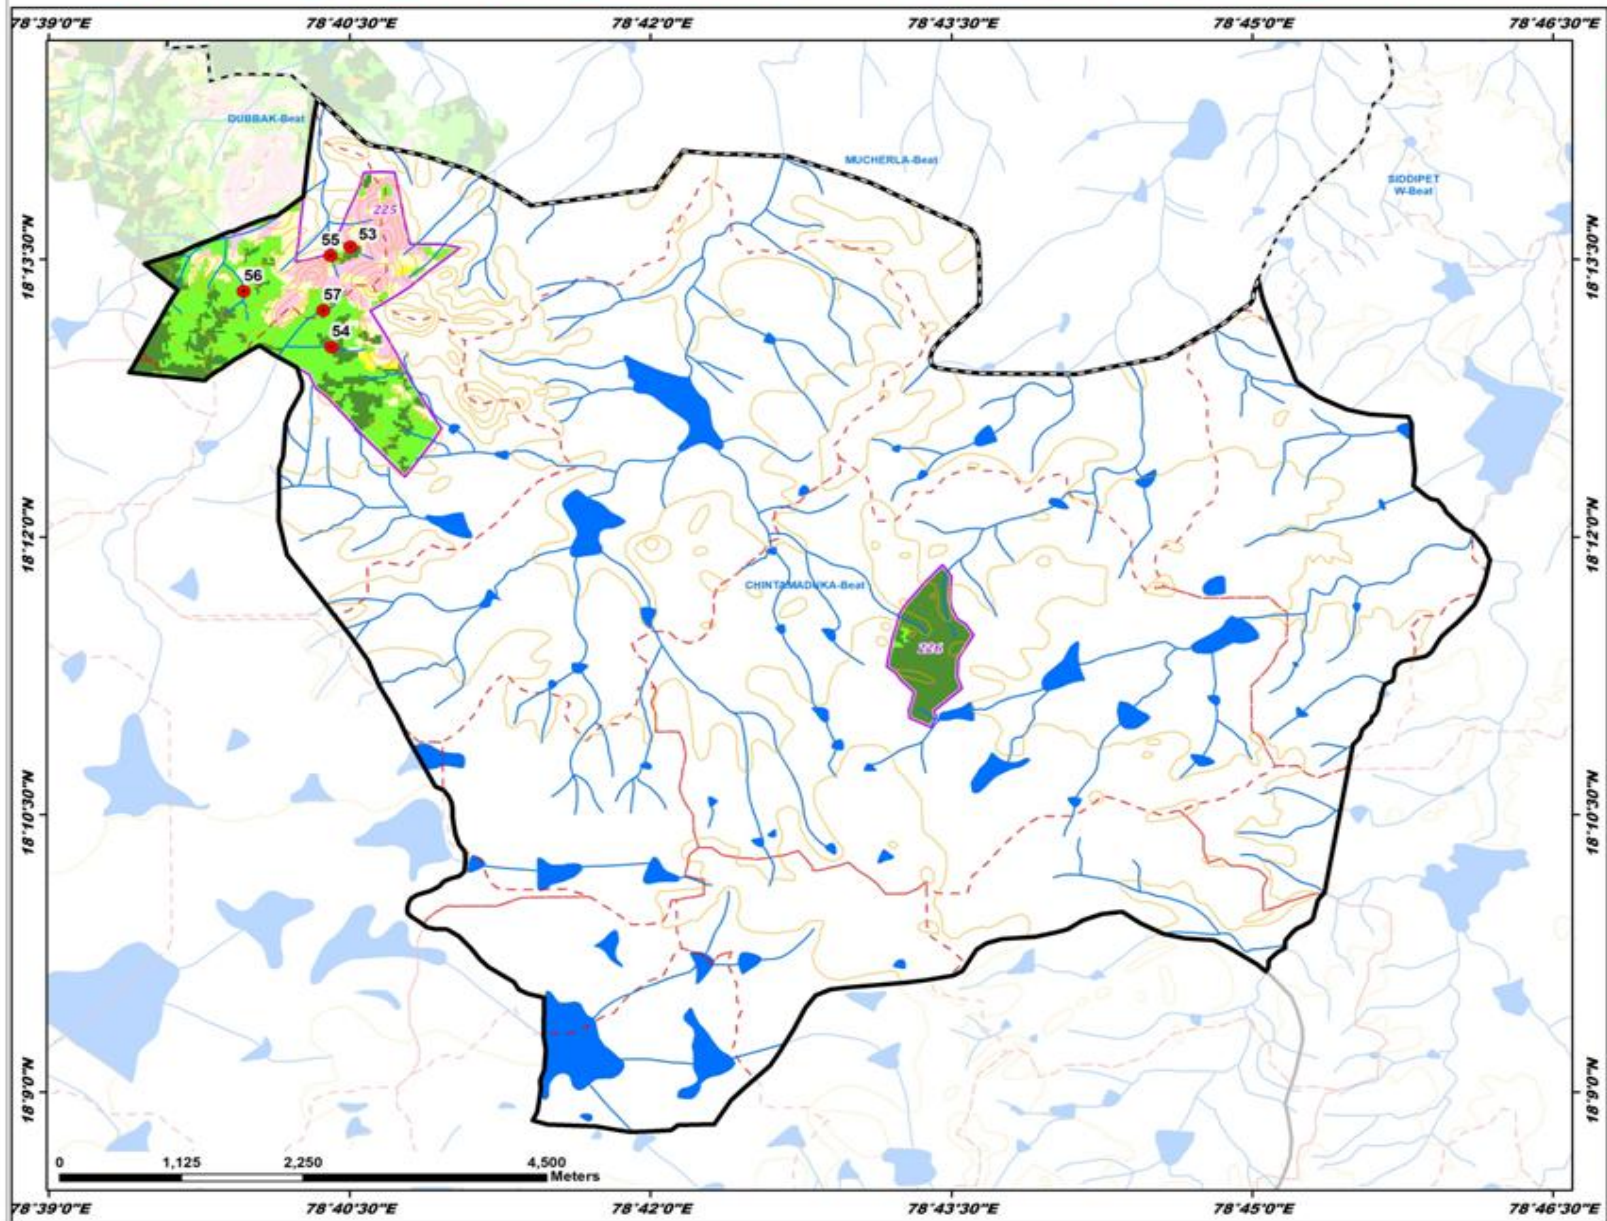 78°39'0"E 78°40'30"E 78°42'0"E 78°43'30"E 78°45'0"E 78°46'30"E
DUBBAK-Beat
MUCHERLA-Beat
SIDDIPET
W-Beat
225
18°13'30"N 18°13'30"N
55 53
56
57
54
18°12'0"N 18°12'0"N
CHINTAMADUKA-Beat
226
18°10'30"N 18°10'30"N
18°9'0"N 18°9'0"N
0 1,125 2,250 4,500
Meters
78°39'0"E 78°40'30"E 78°42'0"E 78°43'30"E 78°45'0"E 78°46'30"E